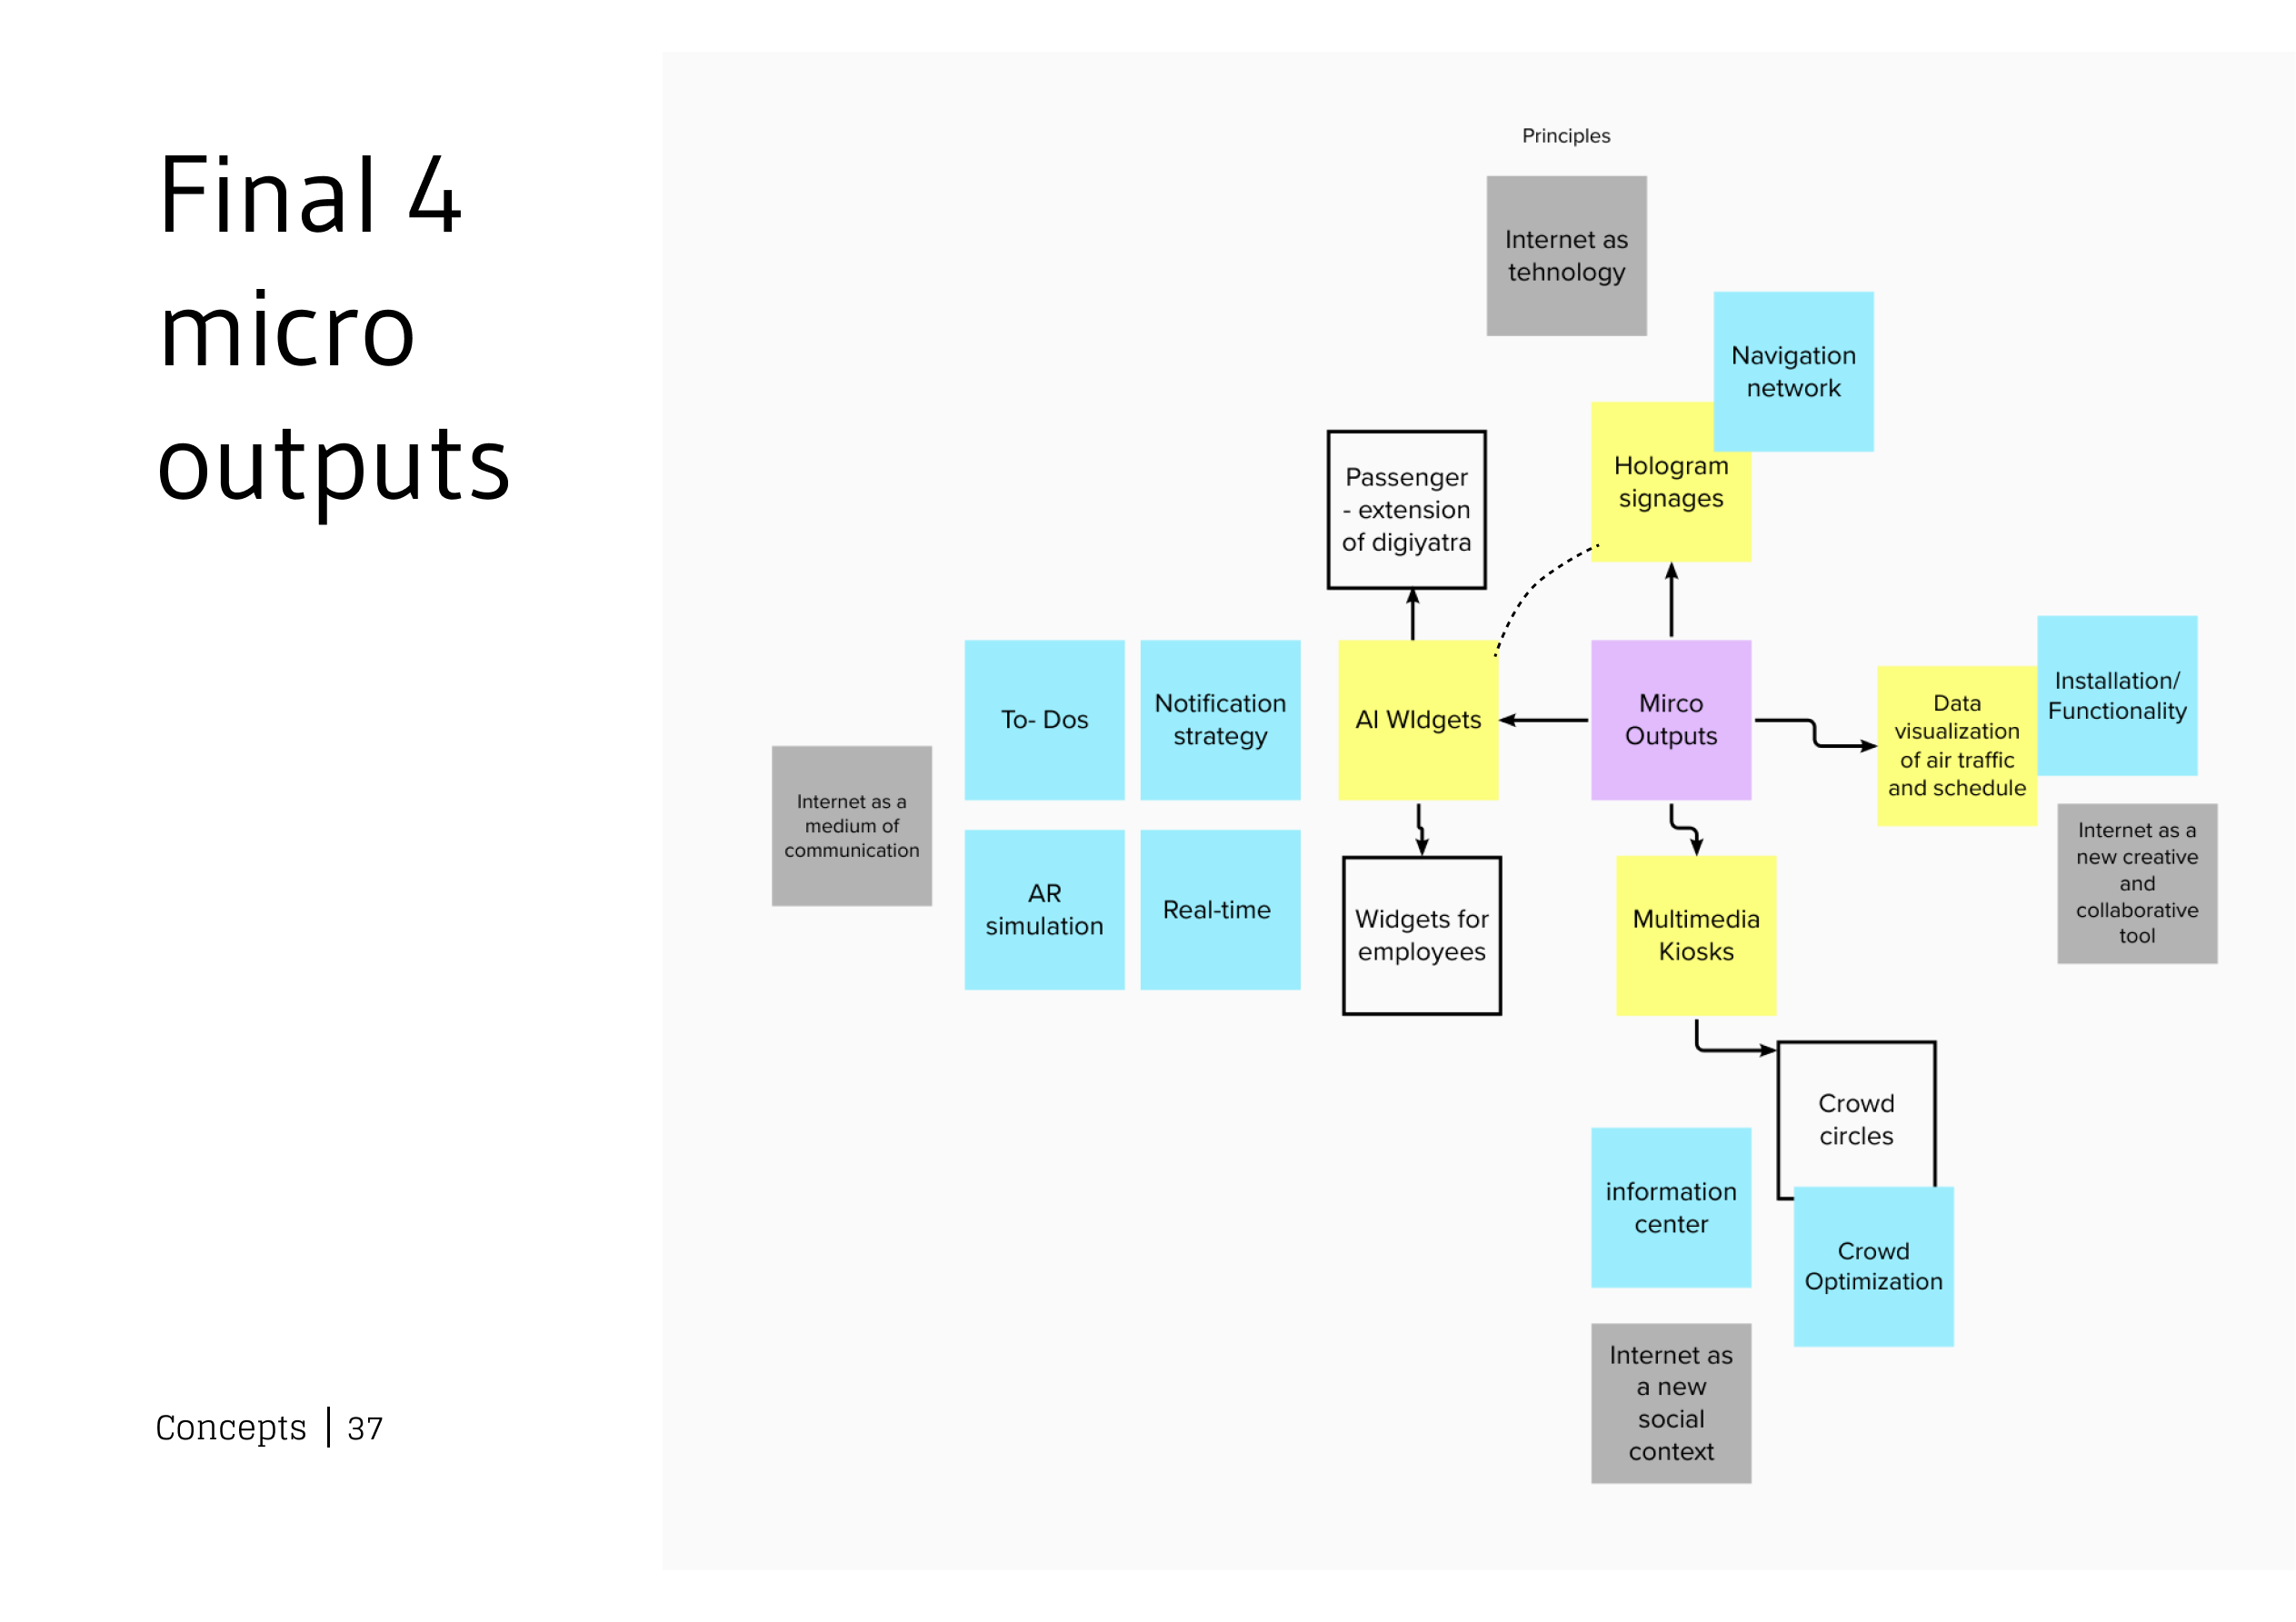 Final 4
micro
outputs
Principles
Internet as
tehnology
Navigation
network
Hologram
signages
Passenger
- extension
of digiyatra
To- Dos
Notification
strategy
AI WIdgets
Mirco
Outputs
Data
visualization
of air traffic
and schedule
Installation/
Functionality
Internet as a
medium of
communication
AR
simulation
Real-time
Widgets for
employees
Multimedia
Kiosks
Internet as a
new creative
and
collaborative
tool
Crowd
circles
information
center
Crowd
Optimization
Internet as
a new
social
context
Concepts | 37